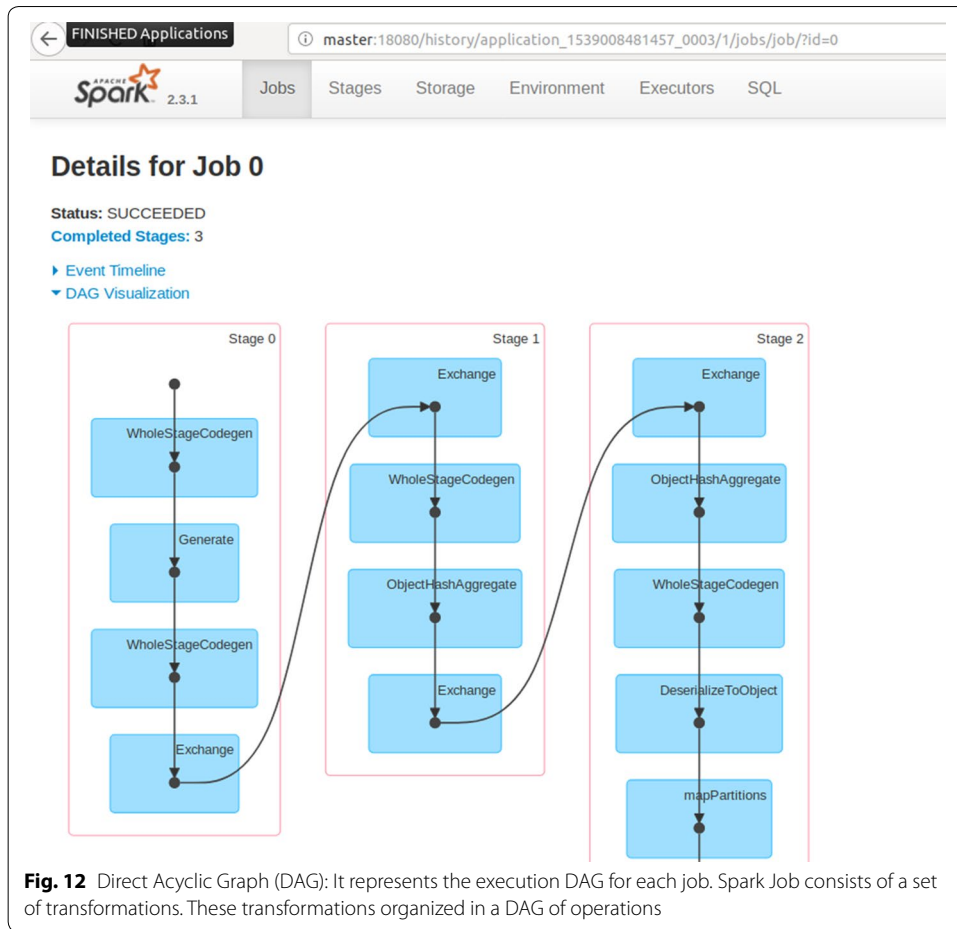 FINISHED Applications
master:18080/history/application_1539008481457_0003/1/jobs/job/?id=0
APACHE
Spark 2.3.1
Jobs Stages Storage Environment Executors SQL
Details for Job 0
Status: SUCCEEDED
Completed Stages: 3
Event Timeline
DAG Visualization
Stage 0
WholeStageCodegen
Generate
WholeStageCodegen
Exchange
Stage 1
Exchange
WholeStageCodegen
ObjectHashAggregate
Exchange
Stage 2
Exchange
ObjectHashAggregate
WholeStageCodegen
DeserializeToObject
mapPartitions
Fig. 12 Direct Acyclic Graph (DAG): It represents the execution DAG for each job. Spark Job consists of a set
of transformations. These transformations organized in a DAG of operations